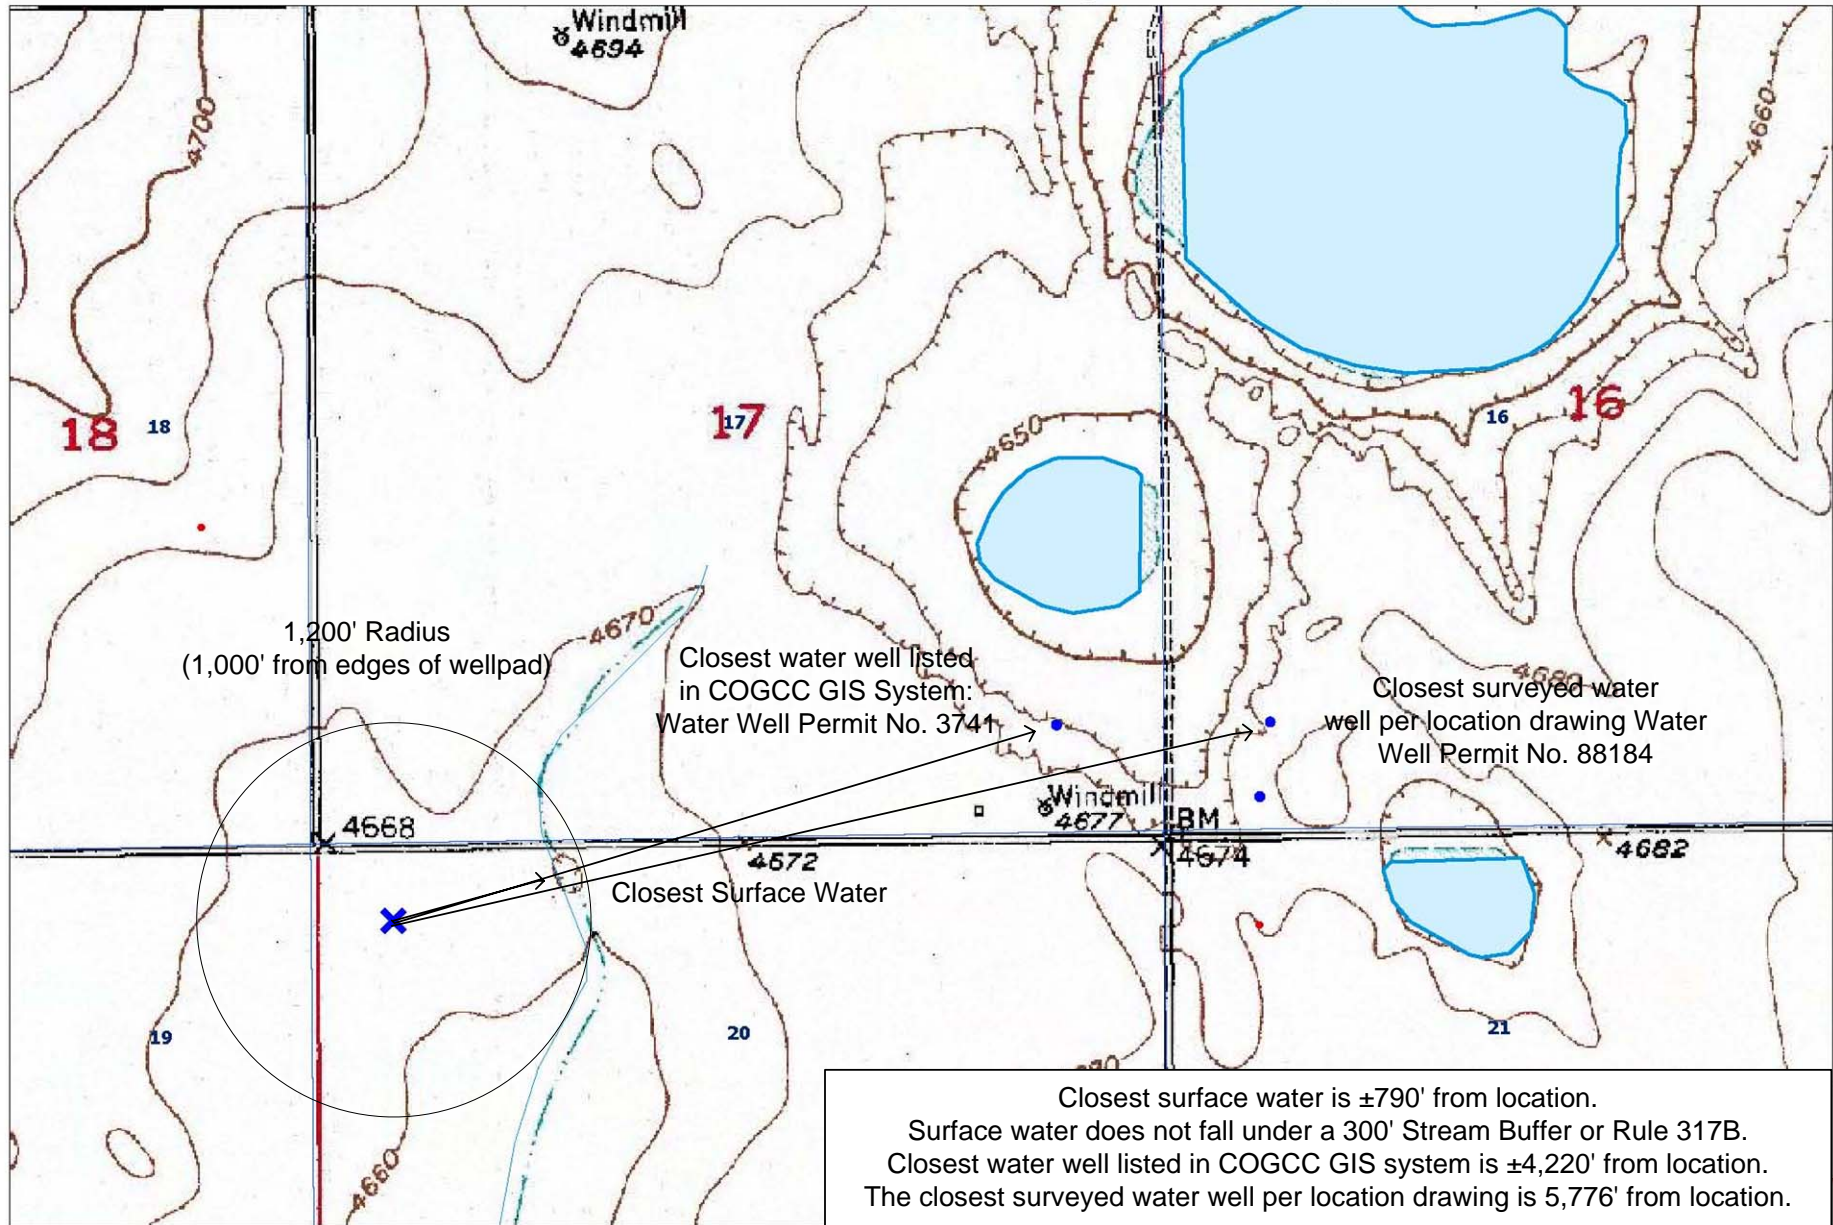 Windmill
4694
4700
4660
18
18
17
17
16
16
4650
1,200' Radius
(1,000' from edges of wellpad)
4670
Closest water well listed
in COGCC GIS System:
Water Well Permit No. 3741
4680
Closest surveyed water
well per location drawing Water
Well Permit No. 88184
Windmill
4677
BM
4674
4668
4672
4682
Closest Surface Water
19
20
21
4660
Closest surface water is ±790' from location.
Surface water does not fall under a 300' Stream Buffer or Rule 317B.
Closest water well listed in COGCC GIS system is ±4,220' from location.
The closest surveyed water well per location drawing is 5,776' from location.